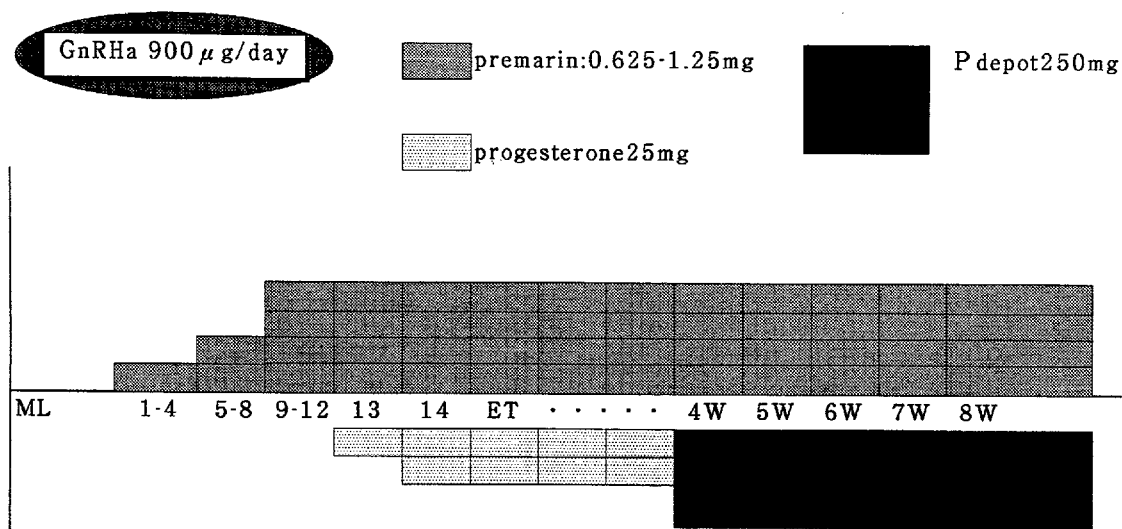 GnRHa 900μg/day
premarin:0.625-1.25mg
P depot250mg
progesterone25mg
ML 1-4 5-8 9-12 13 14 ET ・・・・・ 4W 5W 6W 7W 8W